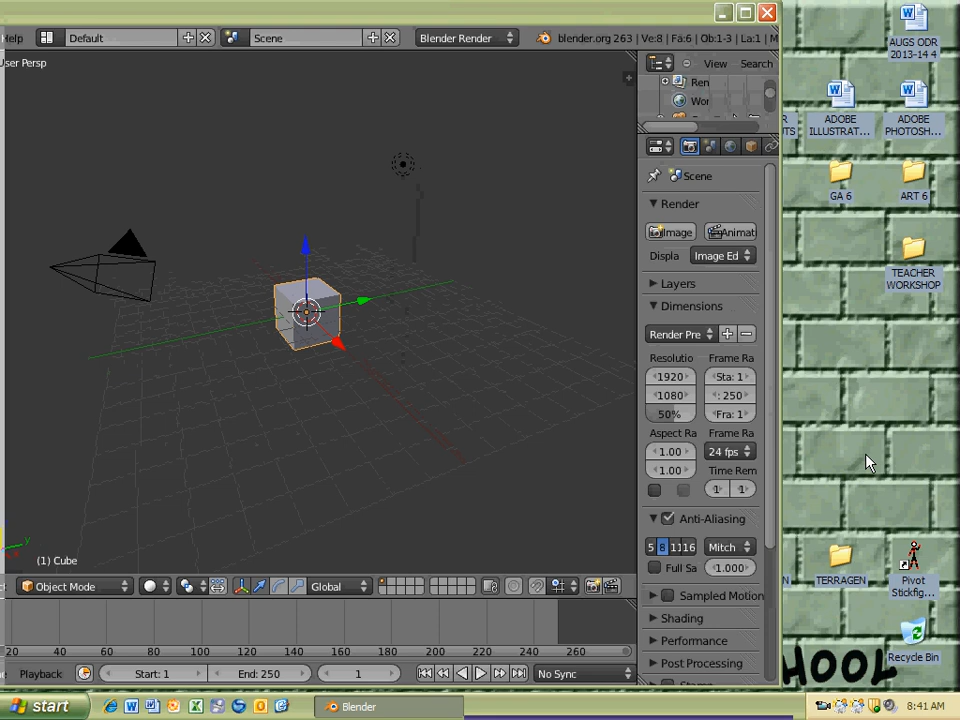 Help
Default
Scene
Blender Render
blender.org 263 | Ve:8 | Fa:6 | Ob:1-3 | La:1 | M
User Persp
View
Search
Ren
Wor
Scene
Render
Image
Animati
Displa
Image Ed
Layers
Dimensions
Render Pre
Resolutio
Frame Ra
1920
Sta: 1
1080
: 250
50%
Fra: 1
Aspect Ra
Frame Ra
1.00
24 fps
1.00
Time Rem
1
1
Anti-Aliasing
5
8
11
16
Mitch
Full Sa
1.000
Sampled Motion
Shading
Performance
Post Processing
y
(1) Cube
Object Mode
Global
20 40 60 80 100 120 140 160 180 200 220 240 260
Playback
Start: 1
End: 250
1
No Sync
AUGS ODR
2013-14 4
ADOBE
ILLUSTRAT...
ADOBE
PHOTOSH...
GA 6
ART 6
TEACHER
WORKSHOP
TERRAGEN
Pivot
Stickfig...
Recycle Bin
HOOL
start
Blender
8:41 AM